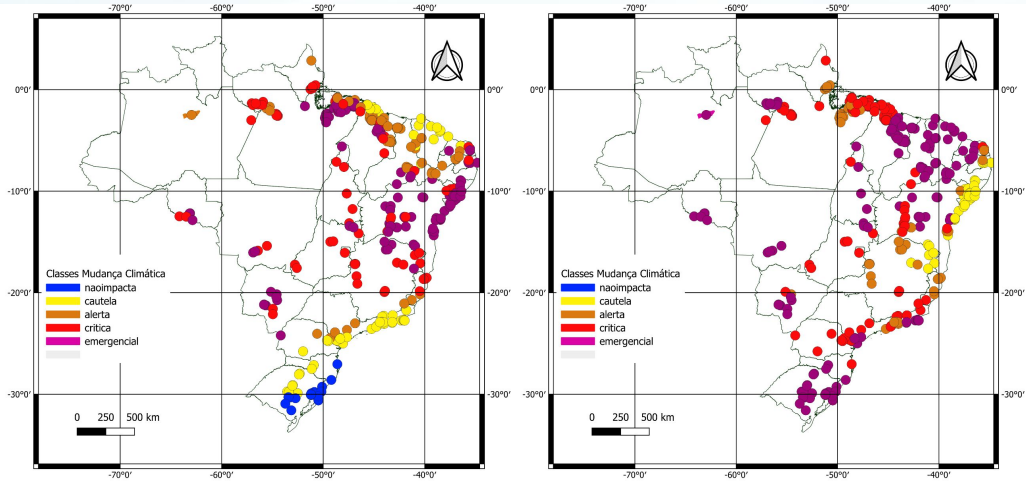 -70°0' -60°0' -50°0' -40°0'
0°0' 0°0'
-10°0' -10°0'
Classes Mudança Climática
naoimpacta
cautela
-20°0' -20°0'
alerta
critica
emergencial
-30°0' -30°0'
0 250 500 km
-70°0' -60°0' -50°0' -40°0'
-70°0' -60°0' -50°0' -40°0'
0°0' 0°0'
-10°0' -10°0'
Classes Mudança Climática
naoimpacta
cautela
-20°0' -20°0'
alerta
critica
emergencial
-30°0' -30°0'
0 250 500 km
-70°0' -60°0' -50°0' -40°0'